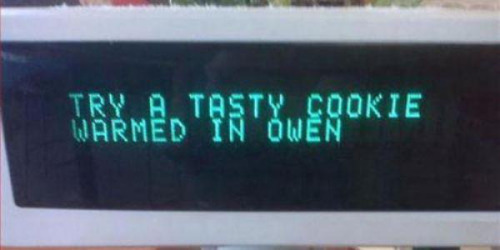 TRY A TASTY COOKIE
WARMED IN OWEN